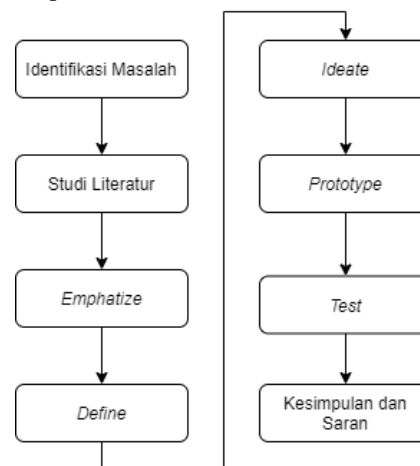 Identifikasi Masalah
Studi Literatur
Emphatize
Define
Ideate
Prototype
Test
Kesimpulan dan
Saran